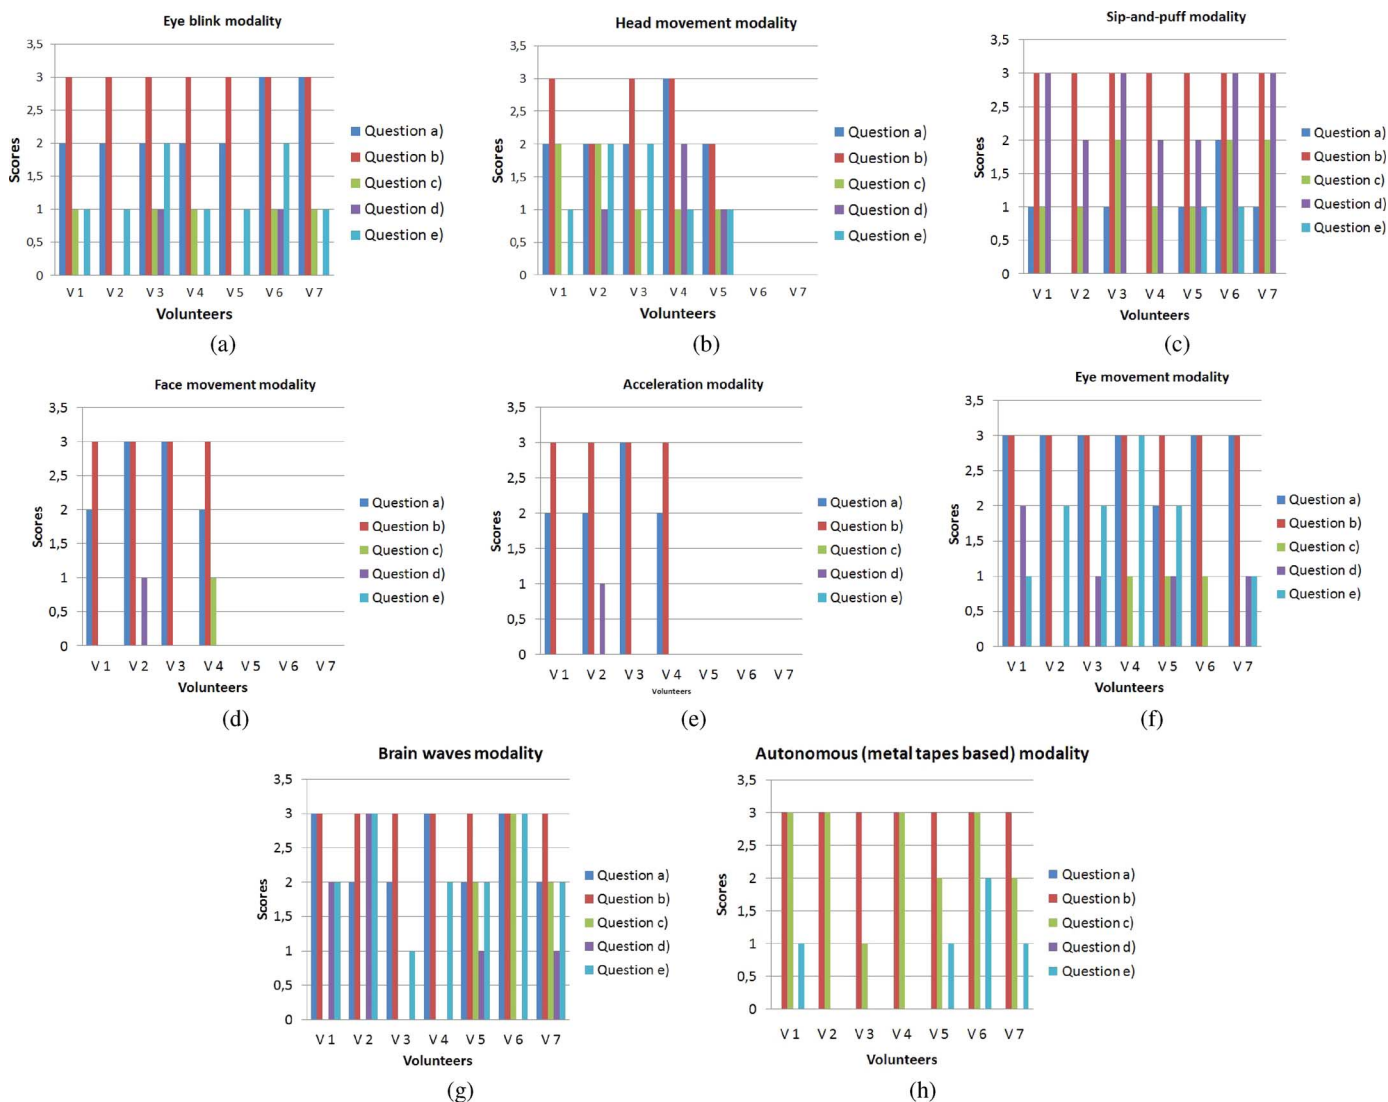 Eye blink modality
3,5
3
2,5
2
1,5
1
0,5
0
Scores
V 1 V 2 V 3 V 4 V 5 V 6 V 7
Volunteers
Question a)
Question b)
Question c)
Question d)
Question e)
(a)
Head movement modality
3,5
3
2,5
2
1,5
1
0,5
0
Scores
V 1 V 2 V 3 V 4 V 5 V 6 V 7
Volunteers
Question a)
Question b)
Question c)
Question d)
Question e)
(b)
Sip-and-puff modality
3,5
3
2,5
2
1,5
1
0,5
0
Scores
V 1 V 2 V 3 V 4 V 5 V 6 V 7
Volunteers
Question a)
Question b)
Question c)
Question d)
Question e)
(c)
Face movement modality
3,5
3
2,5
2
1,5
1
0,5
0
Scores
V 1 V 2 V 3 V 4 V 5 V 6 V 7
Volunteers
Question a)
Question b)
Question c)
Question d)
Question e)
(d)
Acceleration modality
3,5
3
2,5
2
1,5
1
0,5
0
Scores
V 1 V 2 V 3 V 4 V 5 V 6 V 7
Volunteers
Question a)
Question b)
Question c)
Question d)
Question e)
(e)
Eye movement modality
3,5
3
2,5
2
1,5
1
0,5
0
Scores
V 1 V 2 V 3 V 4 V 5 V 6 V 7
Volunteers
Question a)
Question b)
Question c)
Question d)
Question e)
(f)
Brain waves modality
3,5
3
2,5
2
1,5
1
0,5
0
Scores
V 1 V 2 V 3 V 4 V 5 V 6 V 7
Volunteers
Question a)
Question b)
Question c)
Question d)
Question e)
(g)
Autonomous (metal tapes based) modality
3,5
3
2,5
2
1,5
1
0,5
0
Scores
V 1 V 2 V 3 V 4 V 5 V 6 V 7
Volunteers
Question a)
Question b)
Question c)
Question d)
Question e)
(h)